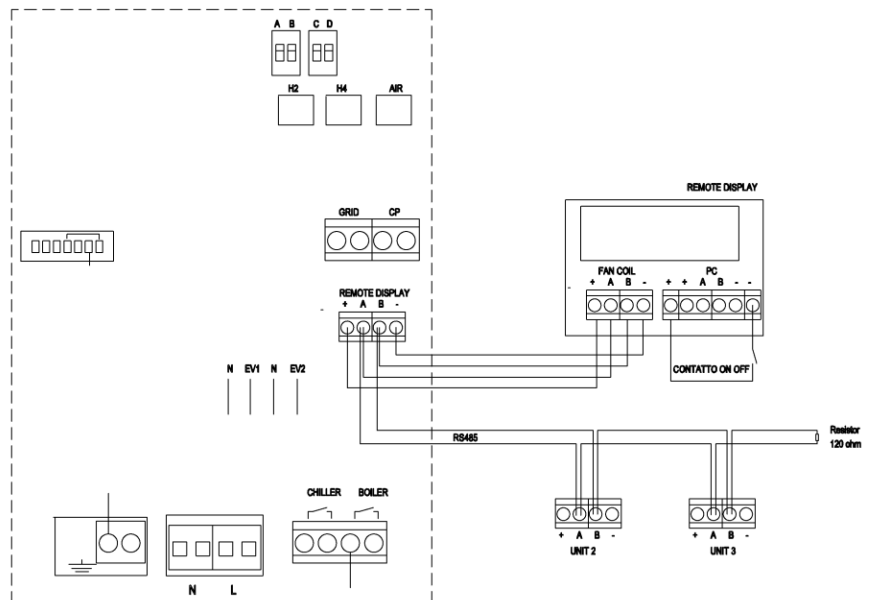 A B C D
H2 H4 AIR
REMOTE DISPLAY
GRID CP
FAN COIL PC
+ A B - + + A B - -
REMOTE DISPLAY
+ A B -
CONTATTO ON OFF
N EV1 N EV2
RS485
Resistor
120 ohm
CHILLER BOILER
+ A B - + A B -
UNIT 2 UNIT 3
N L